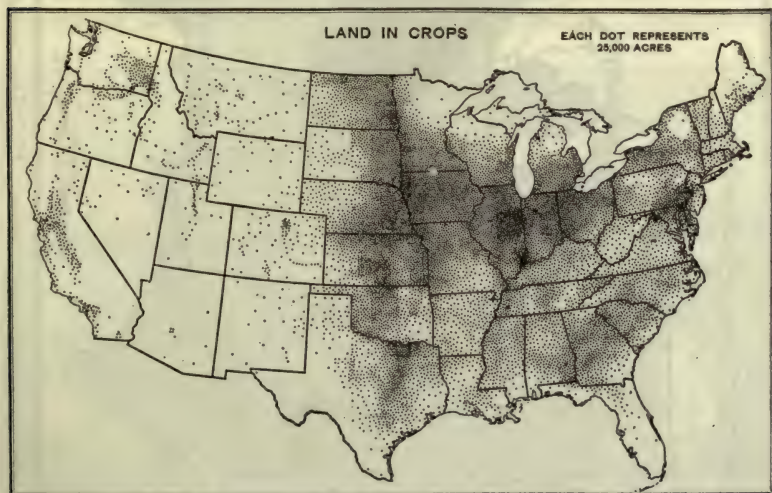 LAND IN CROPS
EACH DOT REPRESENTS
25,000 ACRES